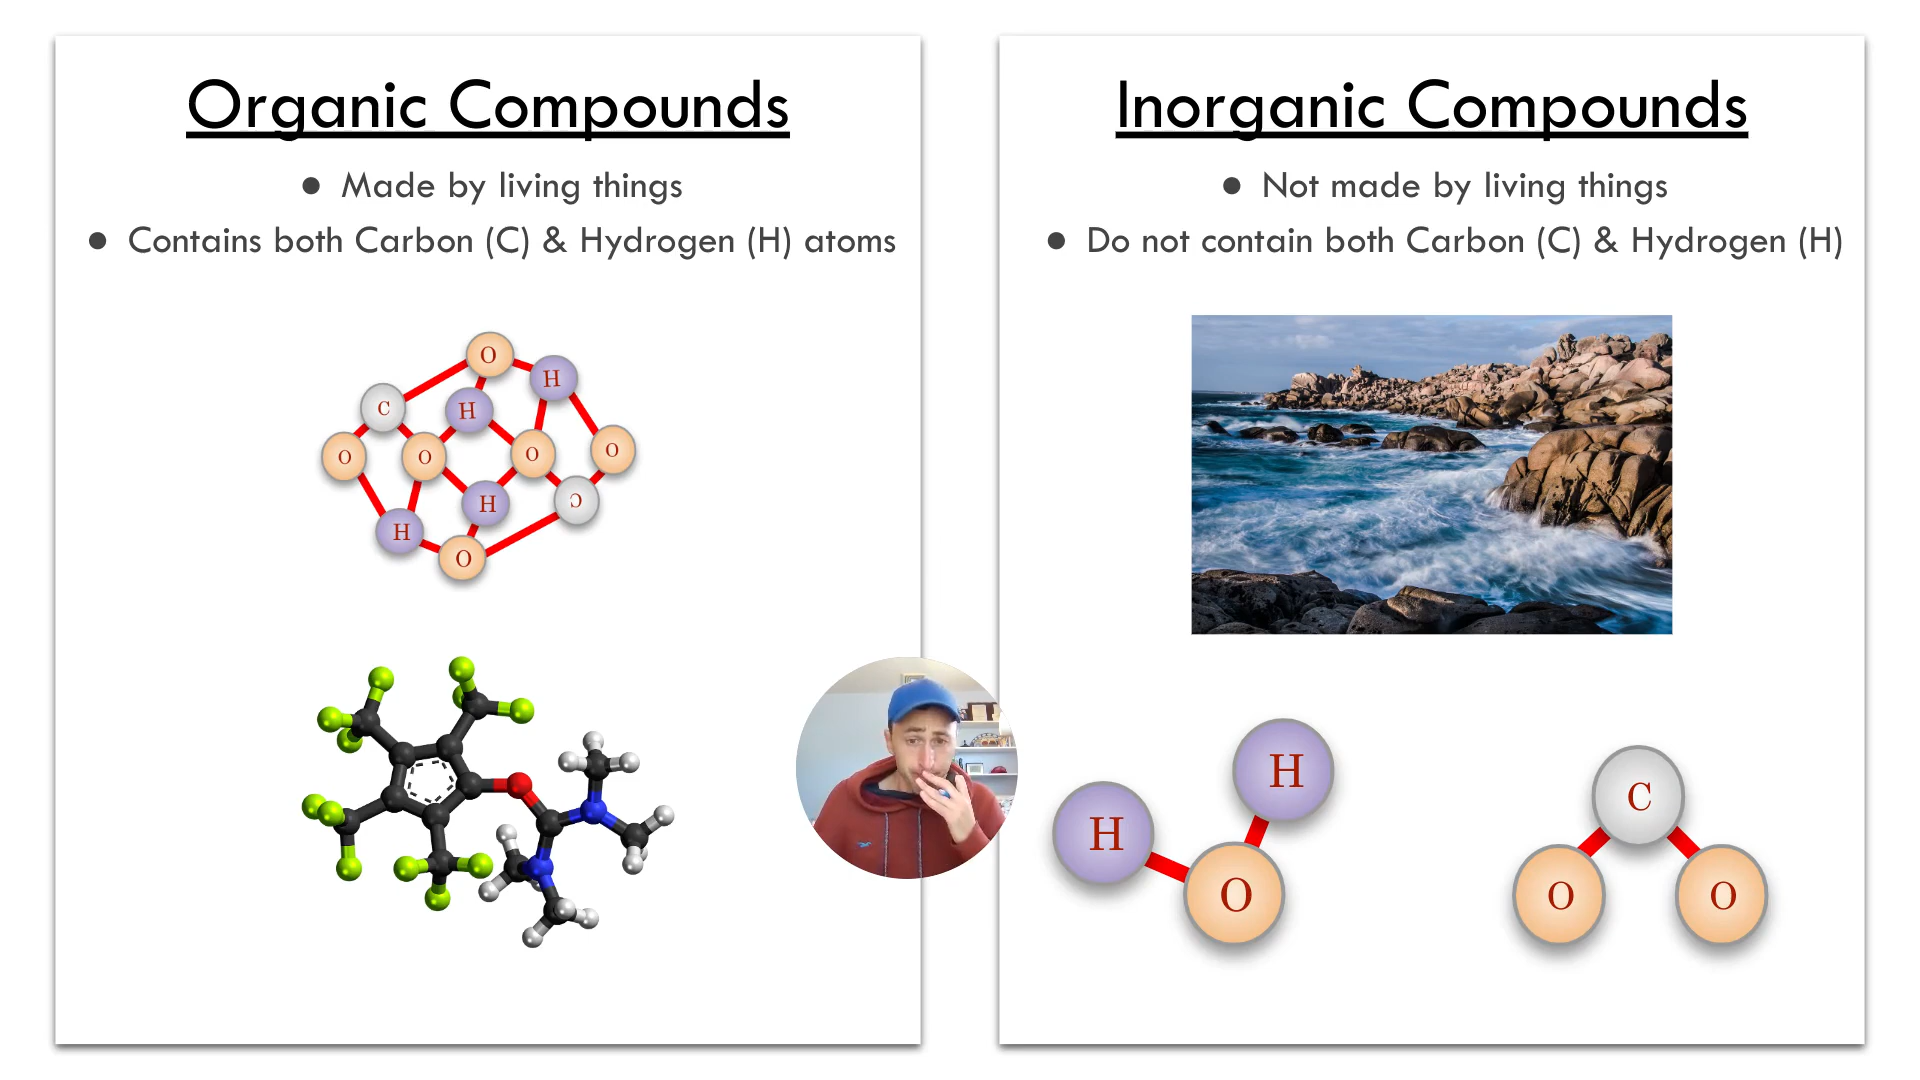 Organic Compounds
● Made by living things
● Contains both Carbon (C) & Hydrogen (H) atoms
O
H
C
H
O
O
O
O
H
C
H
O
Inorganic Compounds
● Not made by living things
● Do not contain both Carbon (C) & Hydrogen (H)
H
H
O
C
O
O